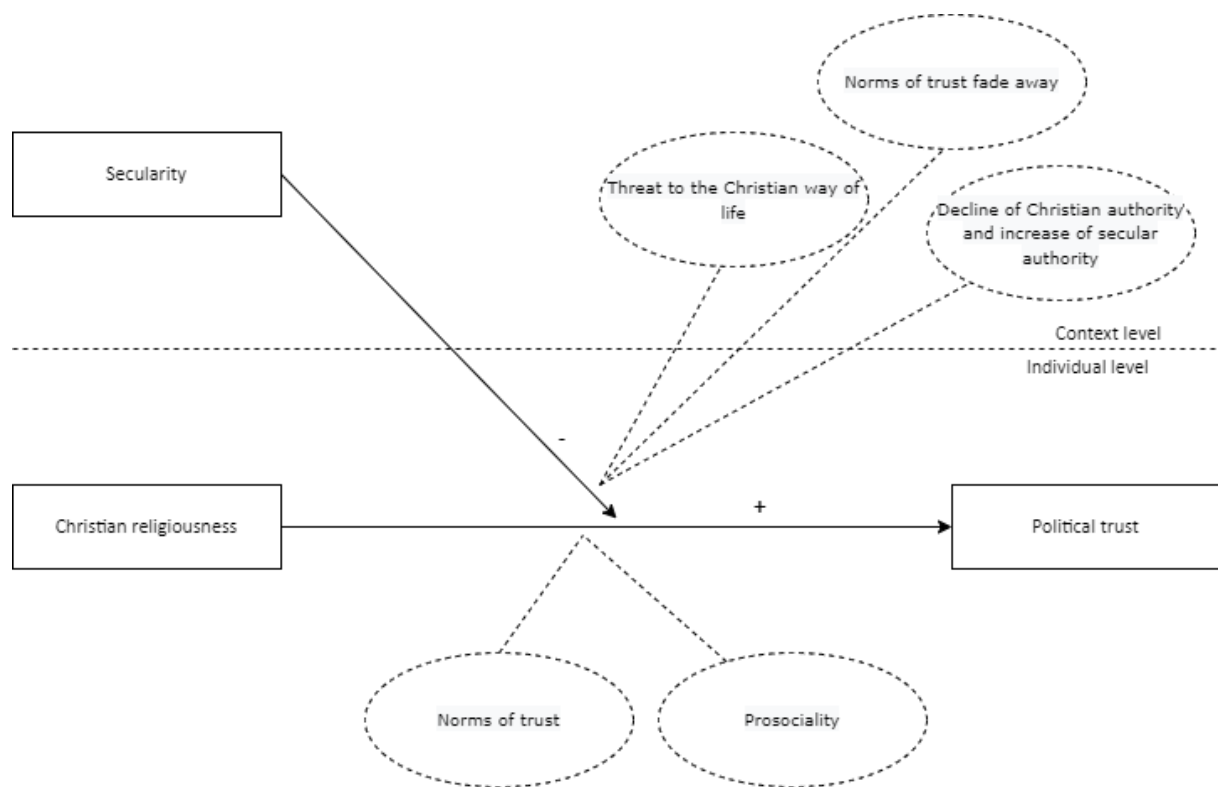 Norms of trust fade away
Secularity
Threat to the Christian way of
life
Decline of Christian authority
and increase of secular
authority
Context level
Individual level
-
+
Christian religiousness
Political trust
Norms of trust
Prosociality